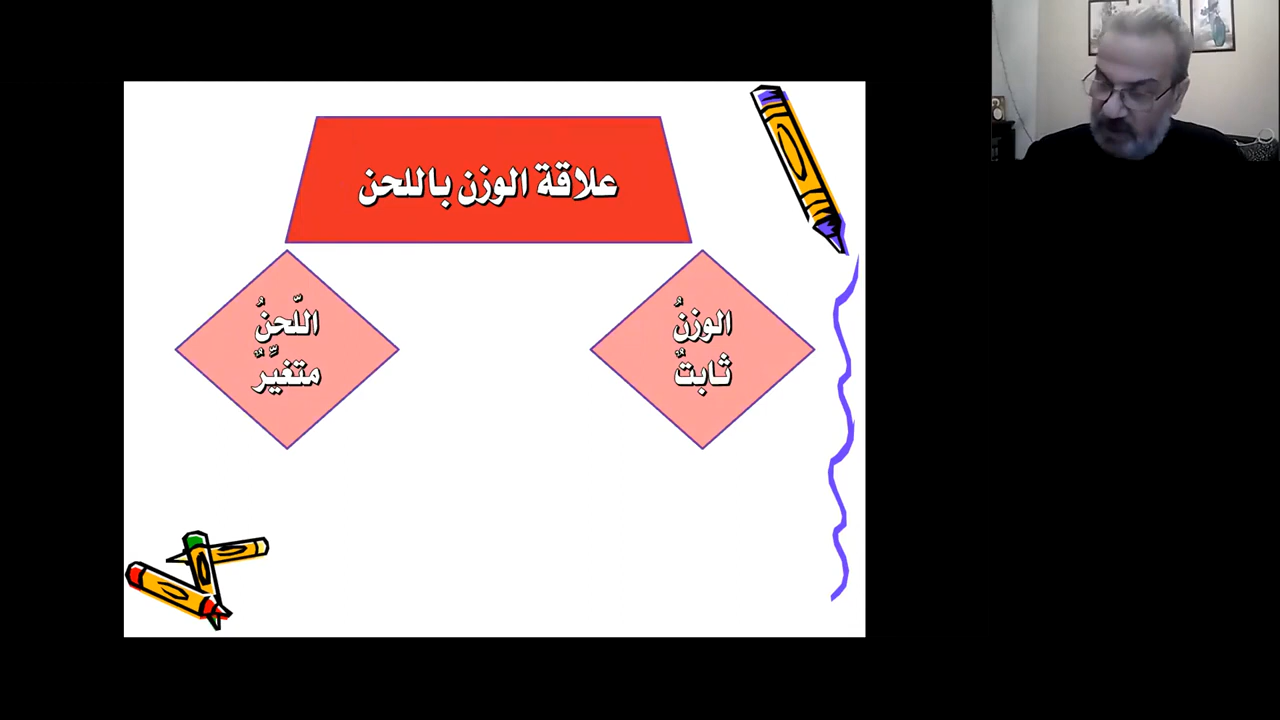 علاقة الوزن باللحن
الوزنُ
ثابتٌ
اللّحنُ
متغيِّرٌ